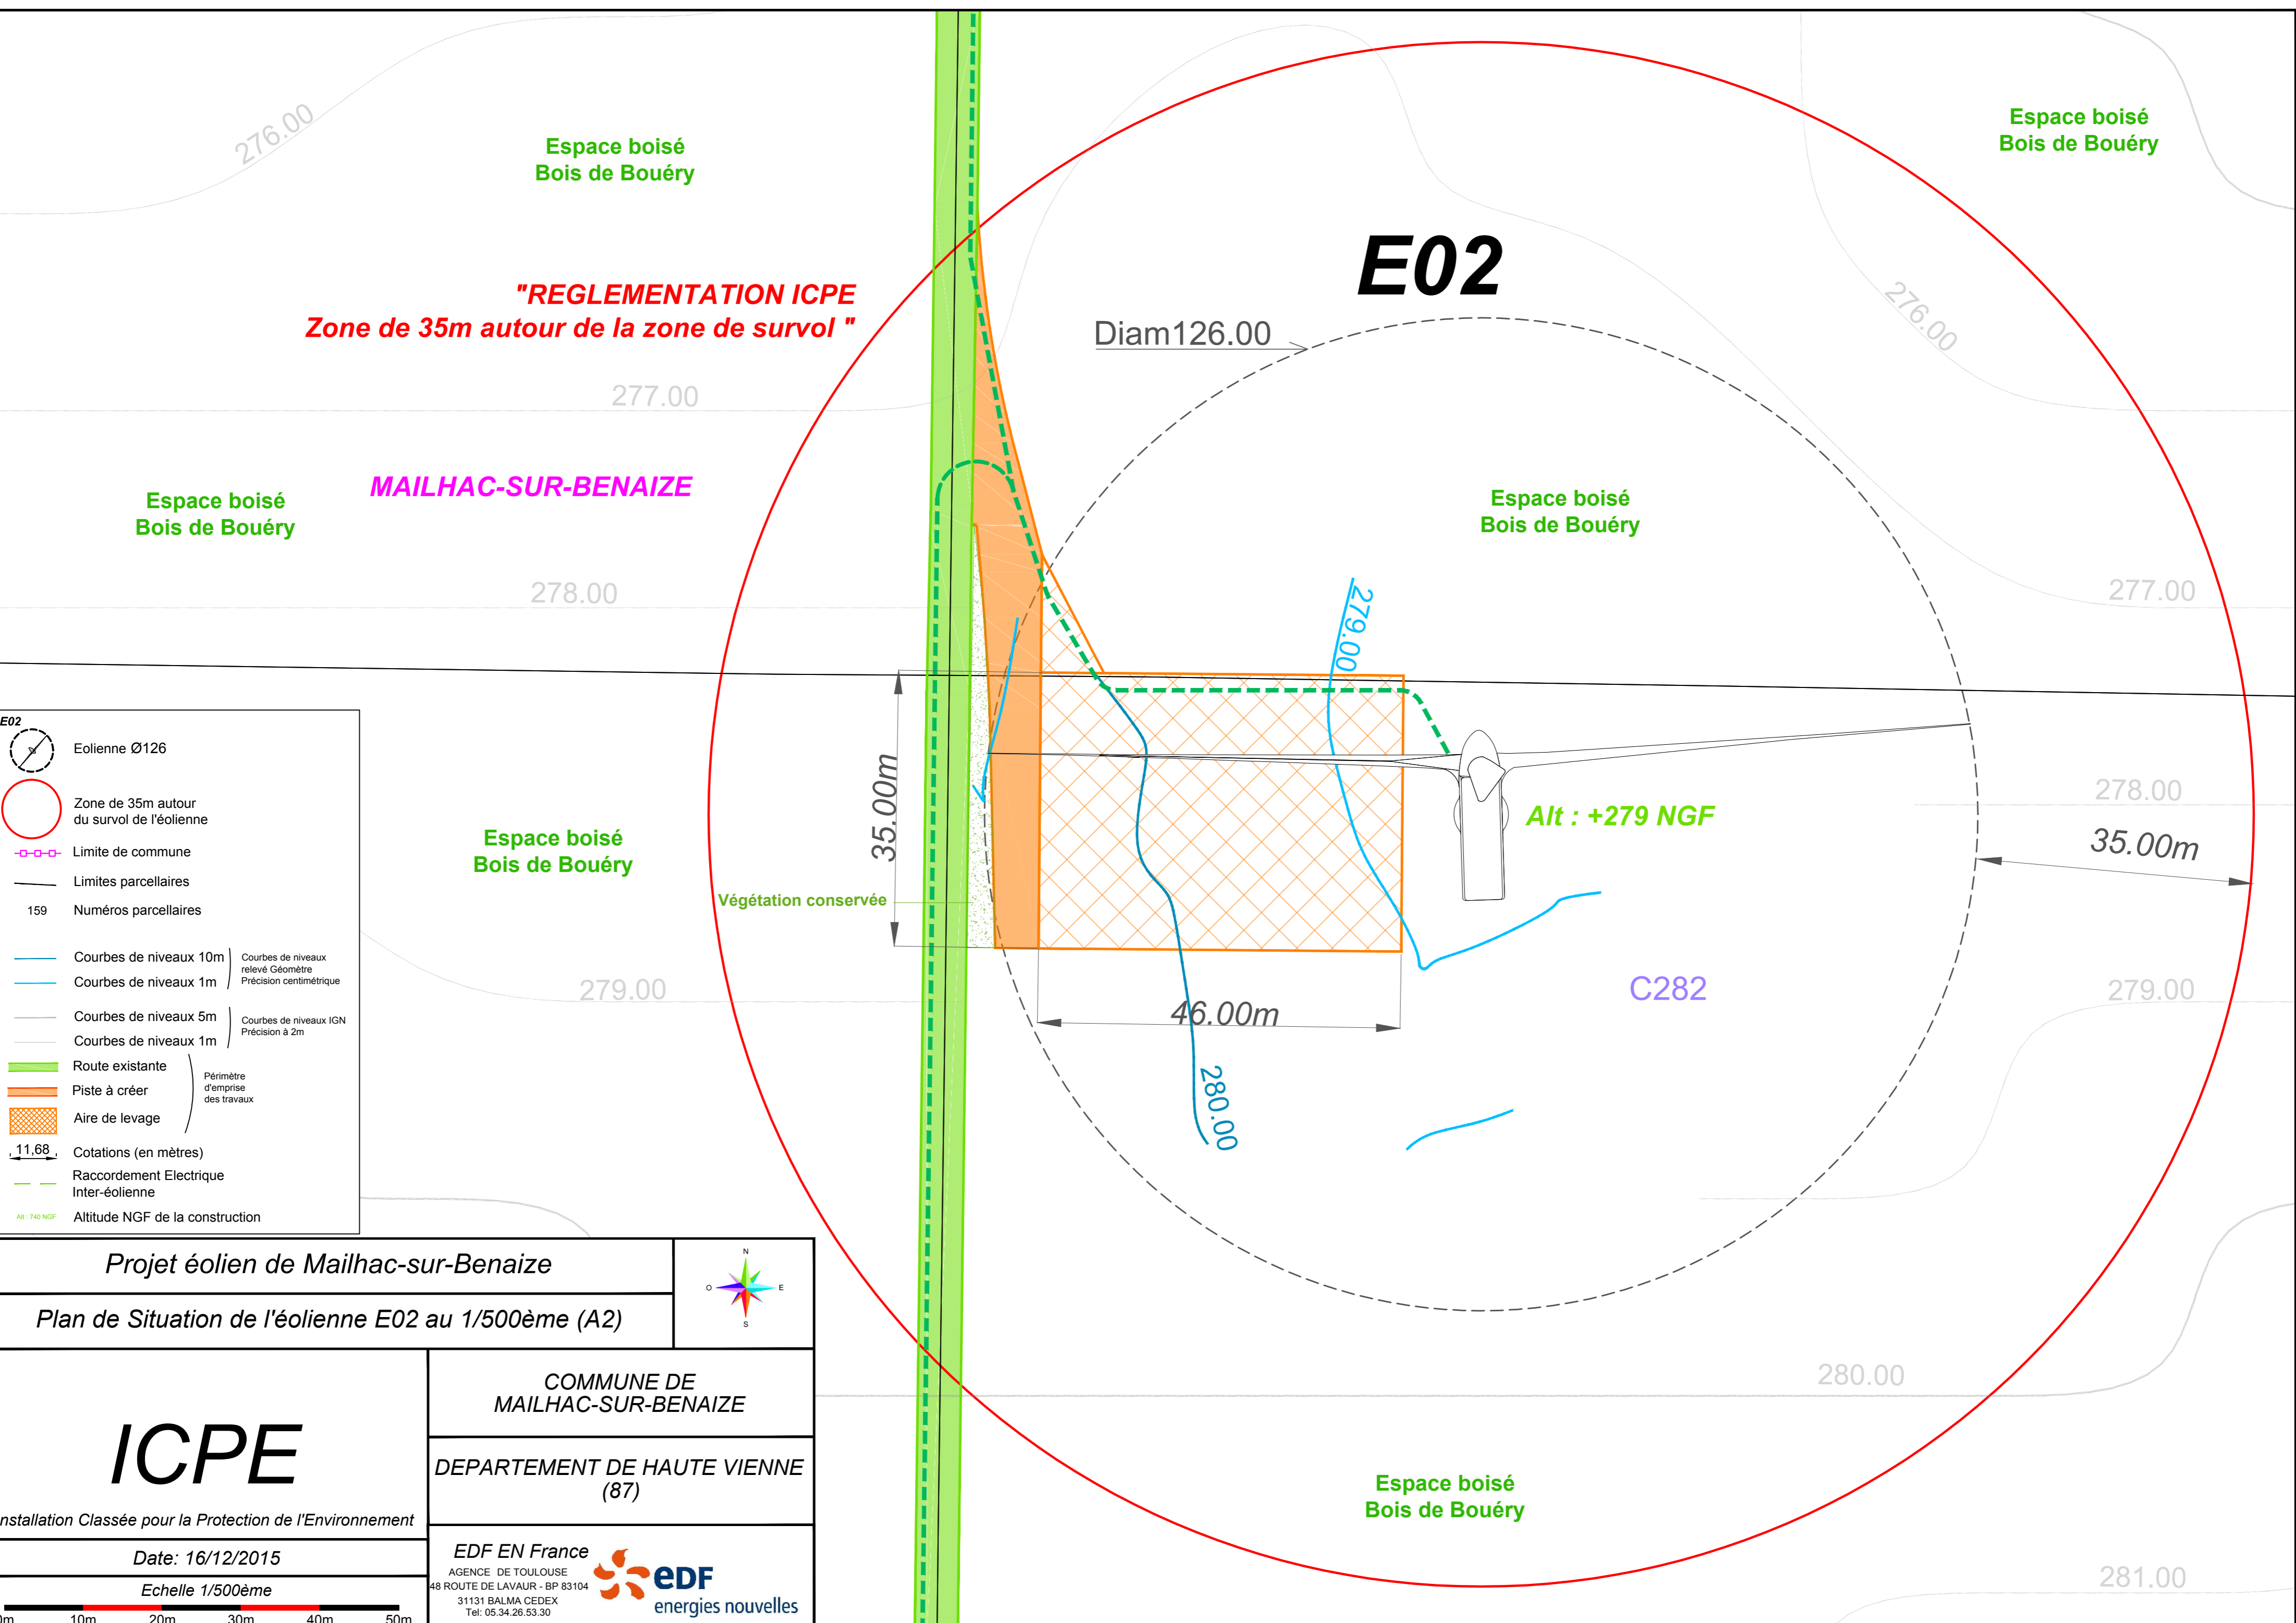 276.00
Espace boisé
Bois de Bouéry
Espace boisé
Bois de Bouéry
E02
"REGLEMENTATION ICPE
Zone de 35m autour de la zone de survol "
Diam126.00
276.00
277.00
MAILHAC-SUR-BENAIZE
Espace boisé
Bois de Bouéry
Espace boisé
Bois de Bouéry
278.00
279.00
277.00
35.00m
Alt : +279 NGF
278.00
35.00m
Espace boisé
Bois de Bouéry
Végétation conservée
279.00
46.00m
C282
279.00
280.00
280.00
Espace boisé
Bois de Bouéry
281.00
E02
Eolienne Ø126
Zone de 35m autour
du survol de l'éolienne
Limite de commune
Limites parcellaires
159 Numéros parcellaires
Courbes de niveaux 10m
Courbes de niveaux 1m
Courbes de niveaux
relevé Géomètre
Précision centimétrique
Courbes de niveaux 5m
Courbes de niveaux 1m
Courbes de niveaux IGN
Précision à 2m
Route existante
Piste à créer
Aire de levage
Périmètre
d'emprise
des travaux
11,68 Cotations (en mètres)
Raccordement Electrique
Inter-éolienne
Alt : 740 NGF Altitude NGF de la construction
Projet éolien de Mailhac-sur-Benaize
Plan de Situation de l'éolienne E02 au 1/500ème (A2)
N
O E
S
ICPE
nstallation Classée pour la Protection de l'Environnement
Date: 16/12/2015
Echelle 1/500ème
0m 10m 20m 30m 40m 50m
COMMUNE DE
MAILHAC-SUR-BENAIZE
DEPARTEMENT DE HAUTE VIENNE
(87)
EDF EN France
AGENCE DE TOULOUSE
48 ROUTE DE LAVAUR - BP 83104
31131 BALMA CEDEX
Tel: 05.34.26.53.30
eDF
energies nouvelles